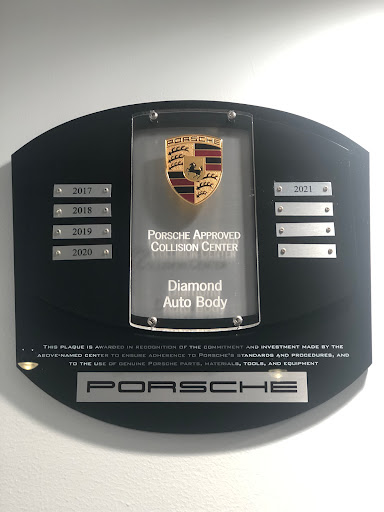 PORSCHE
PORSCHE APPROVED
COLLISION CENTER
Diamond
Auto Body
2017
2018
2019
2020
2021
THIS PLAQUE IS AWARDED IN RECOGNITION OF THE COMMITMENT AND INVESTMENT MADE BY THE
ABOVE-NAMED CENTER TO ENSURE ADHERENCE TO PORSCHE'S STANDARDS AND PROCEDURES, AND
TO THE USE OF GENUINE PORSCHE PARTS, MATERIALS, TOOLS, AND EQUIPMENT
PORSCHE